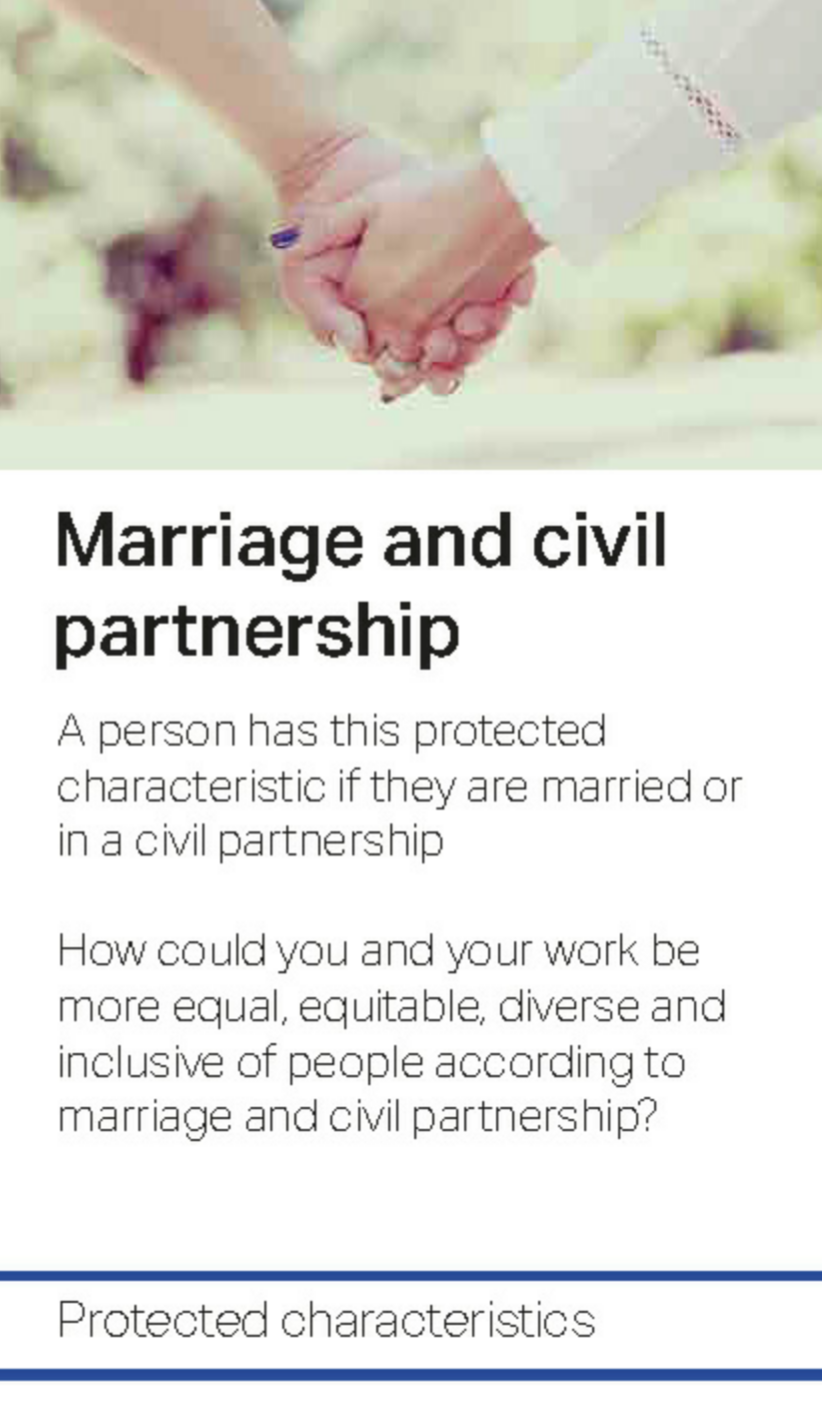 Marriage and civil
partnership
A person has this protected
characteristic if they are married or
in a civil partnership
How could you and your work be
more equal, equitable, diverse and
inclusive of people according to
marriage and civil partnership?
Protected characteristics